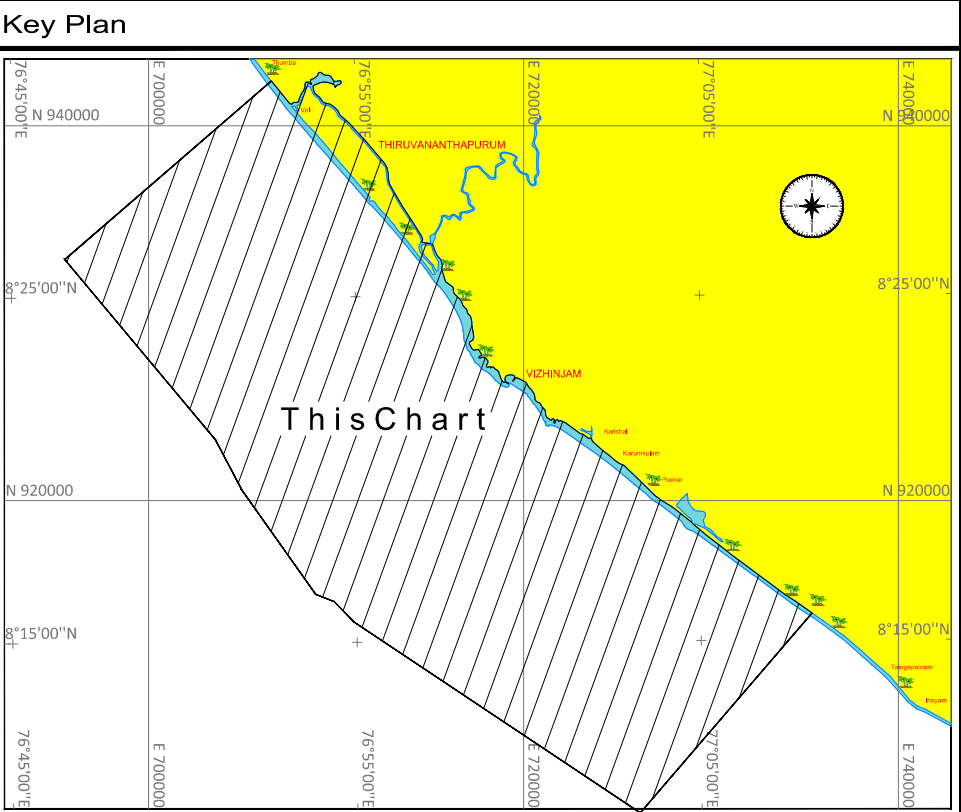 Key Plan
76°45'00"E
E 700000
76°55'00"E
E 720000
77°05'00"E
E 740000
Thumba
N 940000
N 940000
Veli
THIRUVANANTHAPURUM
W
E
8°25'00''N
8°25'00''N
VIZHINJAM
ThisChart
Karichal
Karumkulam
Poovar
N 920000
N 920000
8°15'00''N
8°15'00''N
Taingapatnam
Inayam
76°45'00''E
E 700000
76°55'00''E
E 720000
77°05'00''E
E 740000